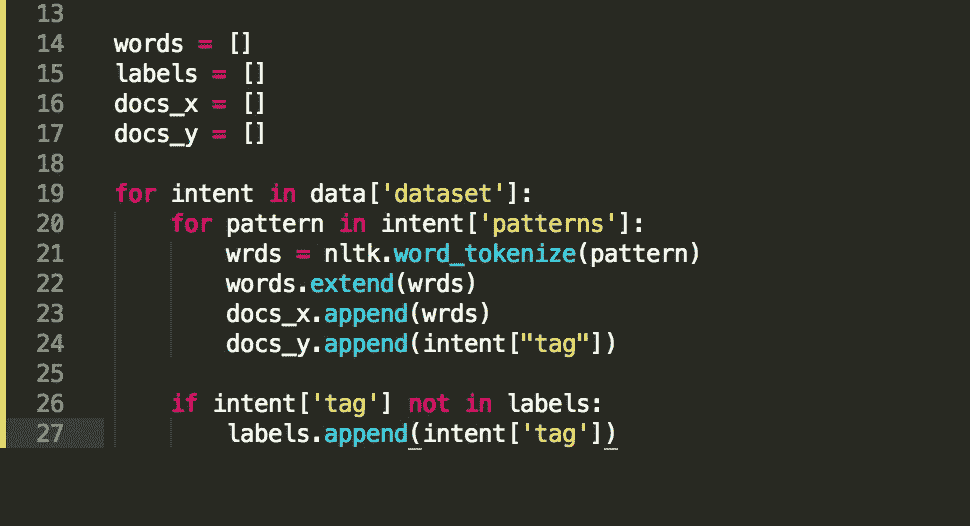 13
14 words = []
15 labels = []
16 docs_x = []
17 docs_y = []
18
19 for intent in data['dataset']:
20     for pattern in intent['patterns']:
21         wrds = nltk.word_tokenize(pattern)
22         words.extend(wrds)
23         docs_x.append(wrds)
24         docs_y.append(intent["tag"])
25
26     if intent['tag'] not in labels:
27         labels.append(intent['tag'])